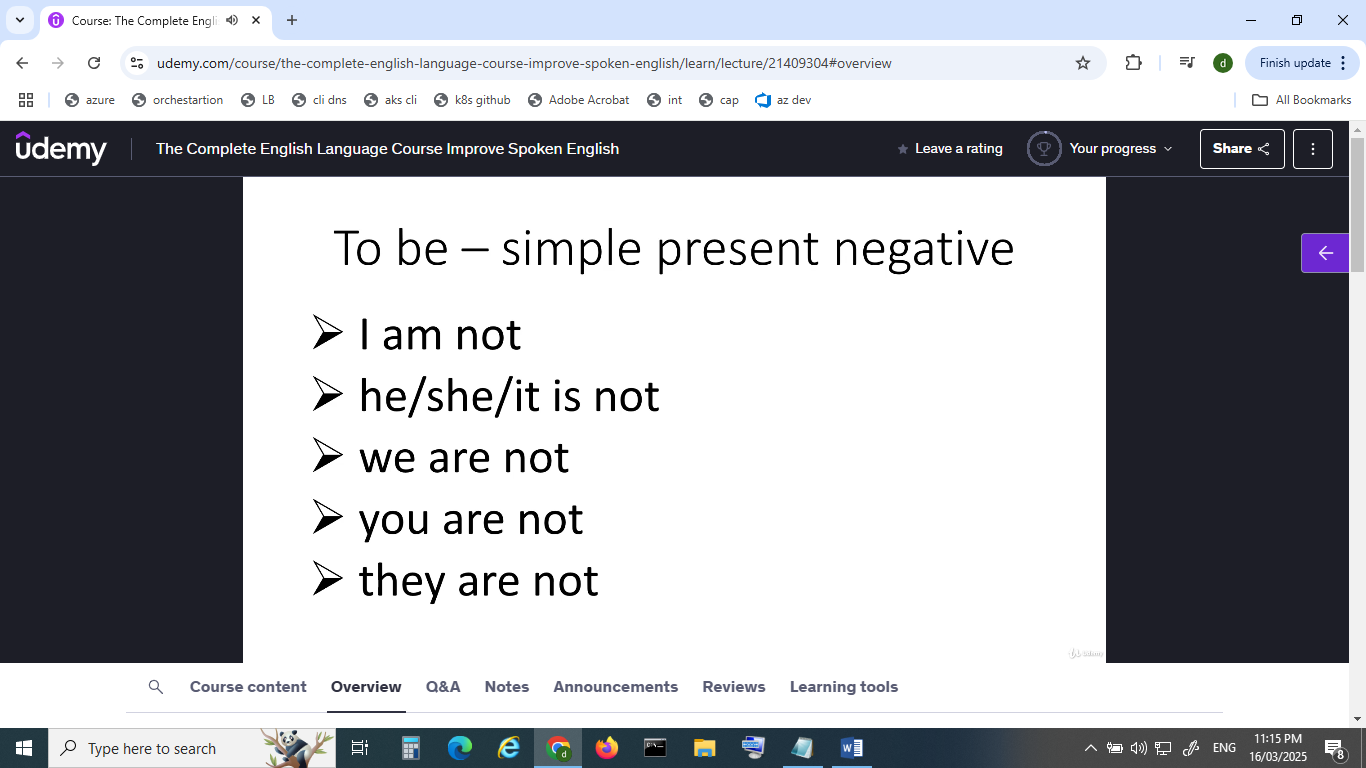 Course: The Complete Engli
udemy.com/course/the-complete-english-language-course-improve-spoken-english/learn/lecture/21409304#overview
d
Finish update
azure
orchestartion
LB
cli dns
aks cli
k8s github
Adobe Acrobat
int
cap
az dev
All Bookmarks
udemy
The Complete English Language Course Improve Spoken English
Leave a rating
Your progress
Share
To be – simple present negative
I am not
he/she/it is not
we are not
you are not
they are not
Udemy
Course content
Overview
Q&A
Notes
Announcements
Reviews
Learning tools
Type here to search
d
ENG
11:15 PM
16/03/2025
8